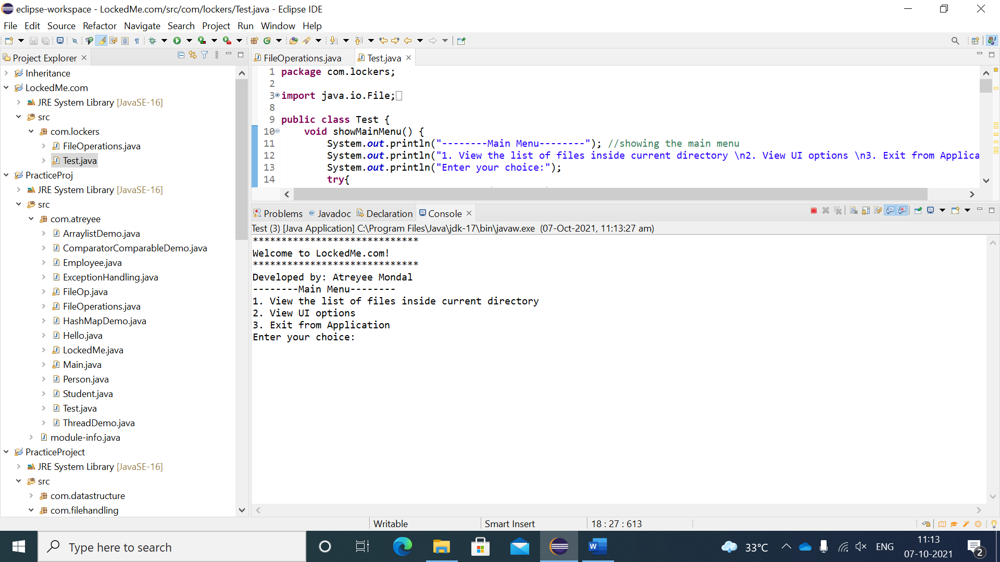 eclipse-workspace - LockedMe.com/src/com/lockers/Test.java - Eclipse IDE
File Edit Source Refactor Navigate Search Project Run Window Help
Project Explorer
Inheritance
LockedMe.com
JRE System Library [JavaSE-16]
src
com.lockers
FileOperations.java
Test.java
PracticeProj
JRE System Library [JavaSE-16]
src
com.atreyee
ArraylistDemo.java
ComparatorComparableDemo.java
Employee.java
ExceptionHandling.java
FileOp.java
FileOperations.java
HashMapDemo.java
Hello.java
LockedMe.java
Main.java
Person.java
Student.java
Test.java
ThreadDemo.java
module-info.java
PracticeProject
JRE System Library [JavaSE-16]
src
com.datastructure
com.filehandling
FileOperations.java Test.java
1 package com.lockers;
2
3 import java.io.File;
8
9 public class Test {
10 void showMainMenu() {
11 System.out.println("--------Main Menu--------"); //showing the main menu
12 System.out.println("1. View the list of files inside current directory \n2. View UI options \n3. Exit from Applica
13 System.out.println("Enter your choice:");
14 try{
Problems Javadoc Declaration Console
Test (3) [Java Application] C:\Program Files\Java\jdk-17\bin\javaw.exe (07-Oct-2021, 11:13:27 am)
*****************************
Welcome to LockedMe.com!
*****************************
Developed by: Atreyee Mondal
--------Main Menu--------
1. View the list of files inside current directory
2. View UI options
3. Exit from Application
Enter your choice:
Writable Smart Insert 18 : 27 : 613
Type here to search
33°C
ENG
11:13
07-10-2021
2